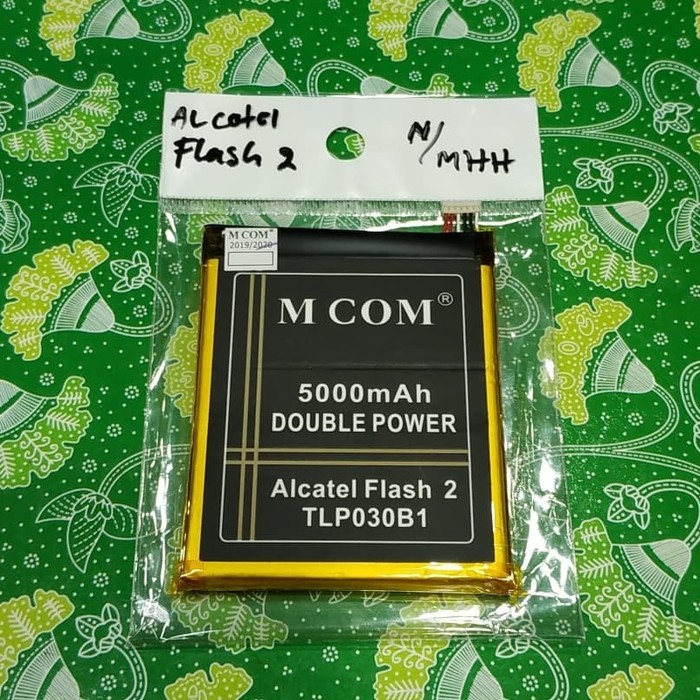 ALcatel
Flash 2
N/
MHH
M COM®
2019/2020
M COM®
5000mAh
DOUBLE POWER
Alcatel Flash 2
TLP030B1